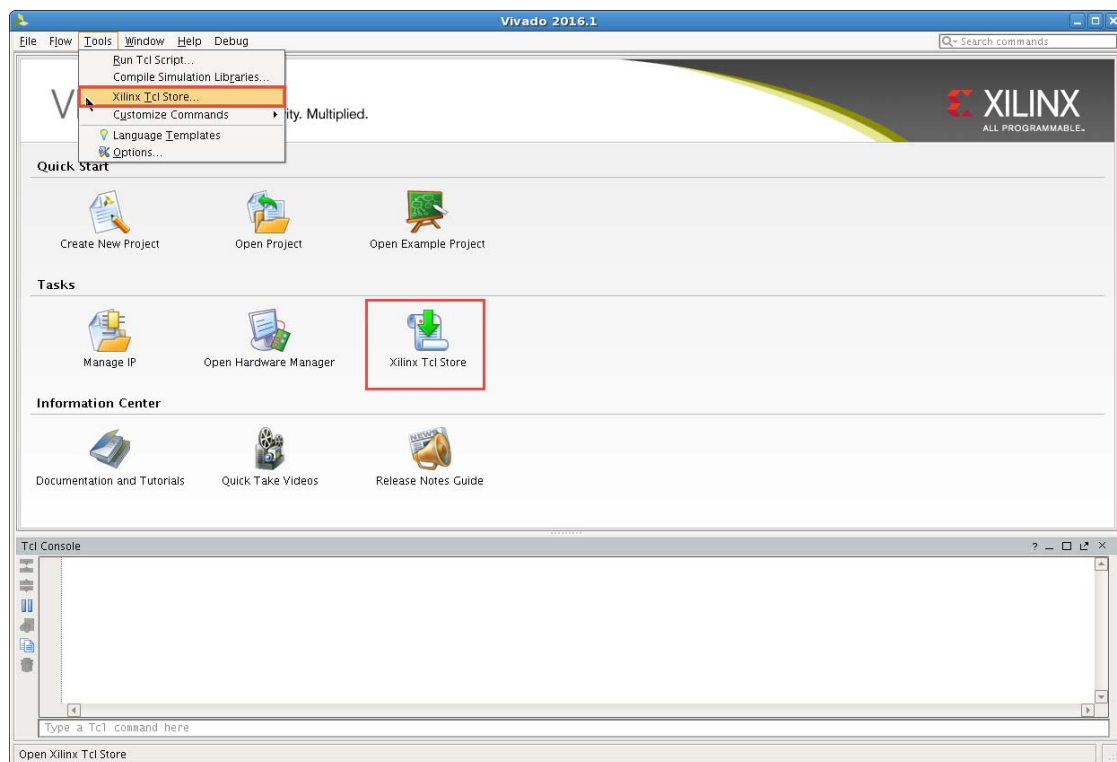 Vivado 2016.1
File Flow Tools Window Help Debug
Search commands
Run Tcl Script...
Compile Simulation Libraries...
Xilinx Tcl Store...
Customize Commands
Language Templates
Options...
V
ity. Multiplied.
XILINX
ALL PROGRAMMABLE.
Quick Start
Create New Project
Open Project
Open Example Project
Tasks
Manage IP
Open Hardware Manager
Xilinx Tcl Store
Information Center
NEWS
Documentation and Tutorials
Quick Take Videos
Release Notes Guide
Tcl Console
Type a Tcl command here
Open Xilinx Tcl Store